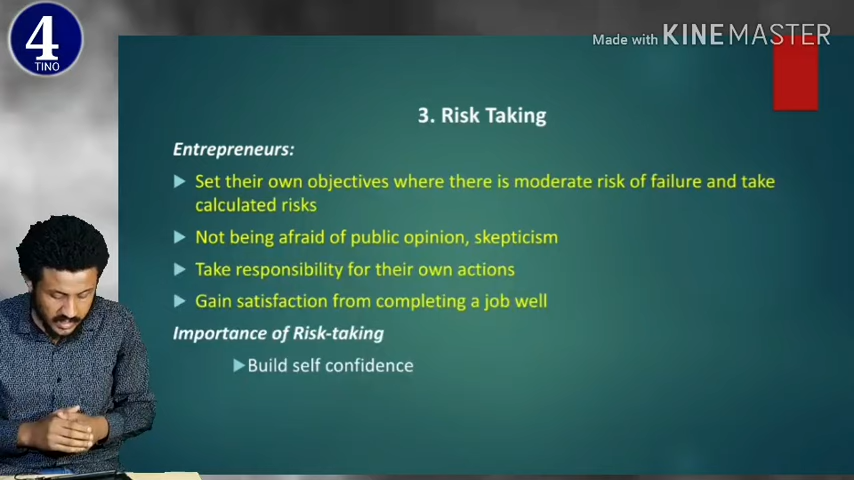 4
TINO
Made with KINEMASTER
3. Risk Taking
Entrepreneurs:
Set their own objectives where there is moderate risk of failure and take
calculated risks
Not being afraid of public opinion, skepticism
Take responsibility for their own actions
Gain satisfaction from completing a job well
Importance of Risk-taking
Build self confidence